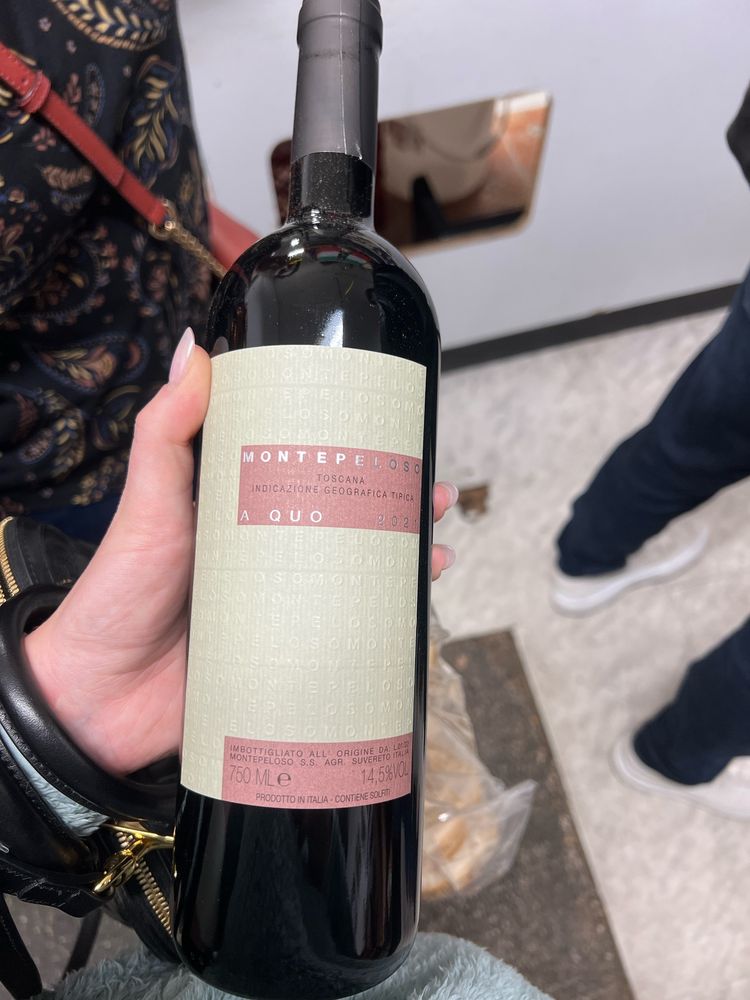 MONTEPELOSO
TOSCANA
INDICAZIONE GEOGRAFICA TIPICA
A QUO 2021
IMBOTTIGLIATO ALL' ORIGINE DA:
MONTEPELOSO S.S. AGR. SUVERETO ITALIA
750 ML e 14,5%VOL
PRODOTTO IN ITALIA - CONTIENE SOLFITI